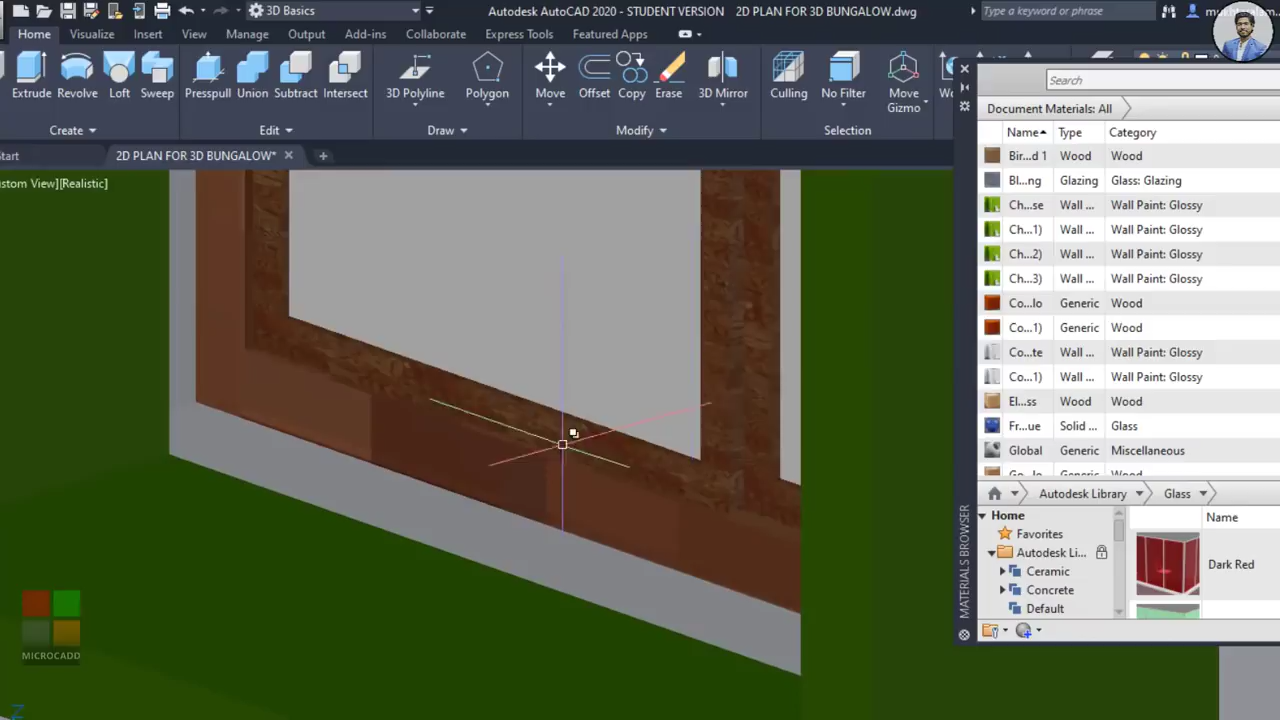 3D Basics
Autodesk AutoCAD 2020 - STUDENT VERSION 2D PLAN FOR 3D BUNGALOW.dwg
Type a keyword or phrase
Home Visualize Insert View Manage Output Add-ins Collaborate Express Tools Featured Apps
Extrude Revolve Loft Sweep Presspull Union Subtract Intersect 3D Polyline Polygon Move Offset Copy Erase 3D Mirror Culling No Filter Move Gizmo
Create Edit Draw Modify Selection
Start 2D PLAN FOR 3D BUNGALOW*
ustom View][Realistic]
Search
Document Materials: All
Name Type Category
Bir...d 1 Wood Wood
Bl...ng Glazing Glass: Glazing
Ch...se Wall ... Wall Paint: Glossy
Ch...1) Wall ... Wall Paint: Glossy
Ch...2) Wall ... Wall Paint: Glossy
Ch...3) Wall ... Wall Paint: Glossy
Co...lo Generic Wood
Co...1) Generic Wood
Co...te Wall ... Wall Paint: Glossy
Co...1) Wall ... Wall Paint: Glossy
El...ss Wood Wood
Fr...ue Solid ... Glass
Global Generic Miscellaneous
Autodesk Library Glass
Home
Name
Favorites
Autodesk Li...
Ceramic
Concrete
Default
Dark Red
MATERIALS BROWSER
MICROCADD
Z